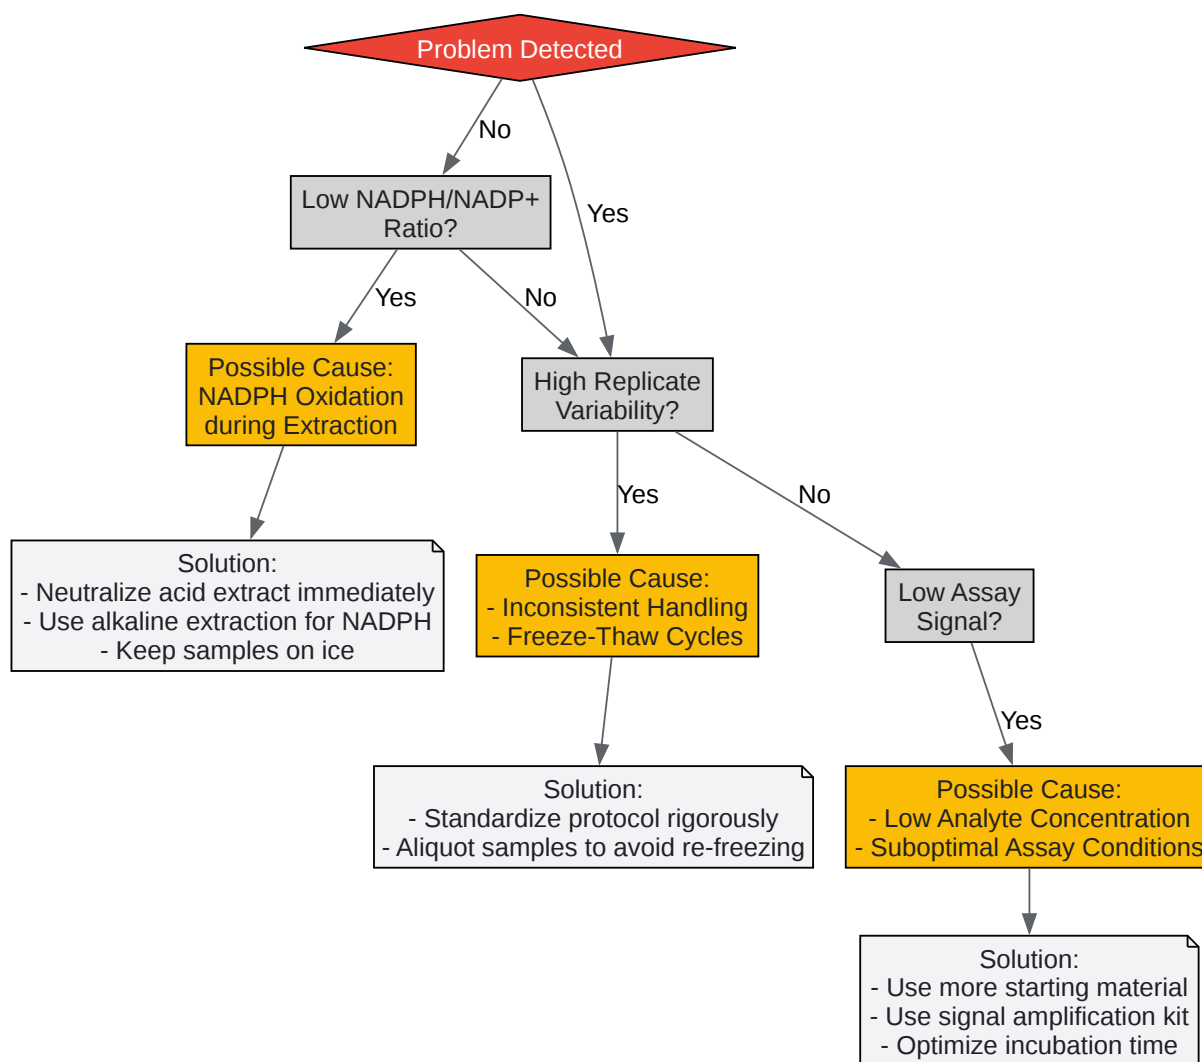 Problem Detected
No
Yes
Low NADPH/NADP+
Ratio?
Yes
No
Possible Cause:
NADPH Oxidation
during Extraction
High Replicate
Variability?
Yes
No
Solution:
- Neutralize acid extract immediately
- Use alkaline extraction for NADPH
- Keep samples on ice
Possible Cause:
- Inconsistent Handling
- Freeze-Thaw Cycles
Low Assay
Signal?
Yes
Solution:
- Standardize protocol rigorously
- Aliquot samples to avoid re-freezing
Possible Cause:
- Low Analyte Concentration
- Suboptimal Assay Conditions
Solution:
- Use more starting material
- Use signal amplification kit
- Optimize incubation time